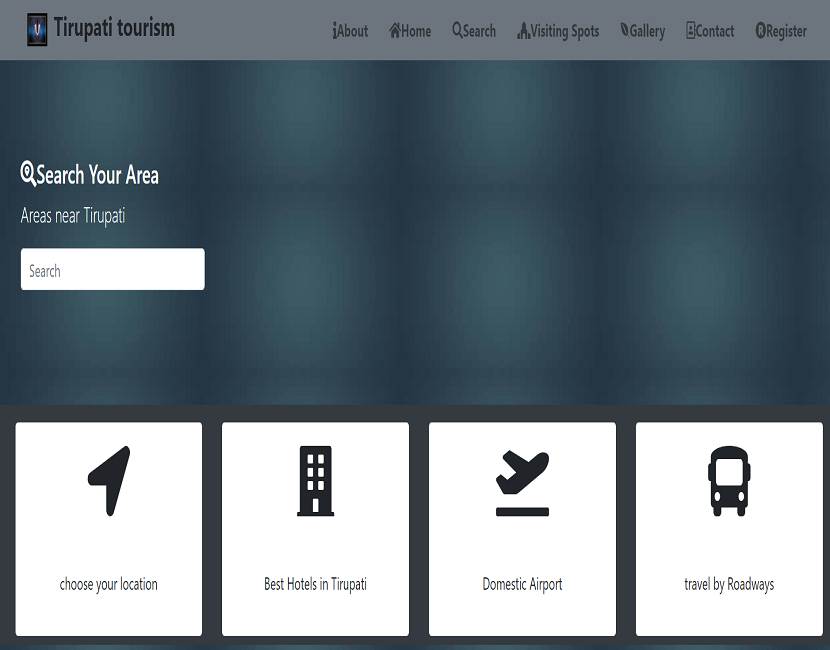 Tirupati tourism
About Home Search Visiting Spots Gallery Contact Register
Search Your Area
Areas near Tirupati
Search
choose your location
Best Hotels in Tirupati
Domestic Airport
travel by Roadways